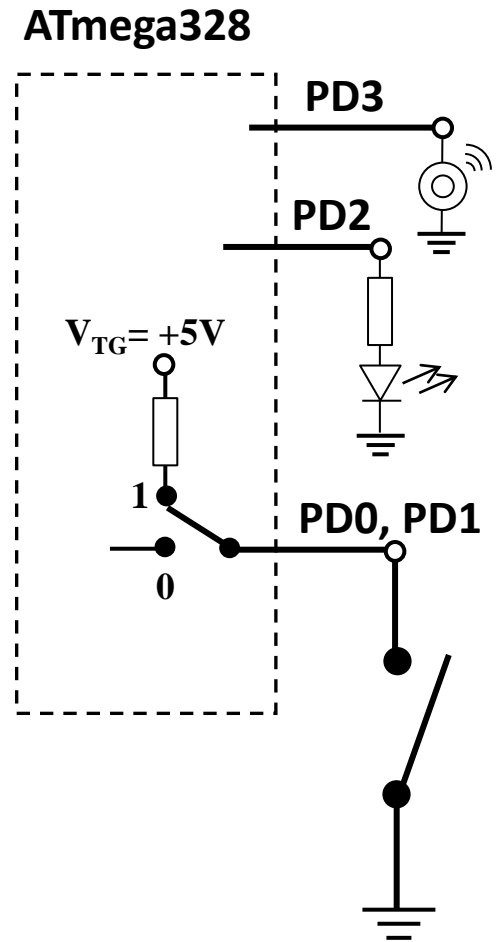 ATmega328
PD3
PD2
VTG= +5V
1
PD0, PD1
0